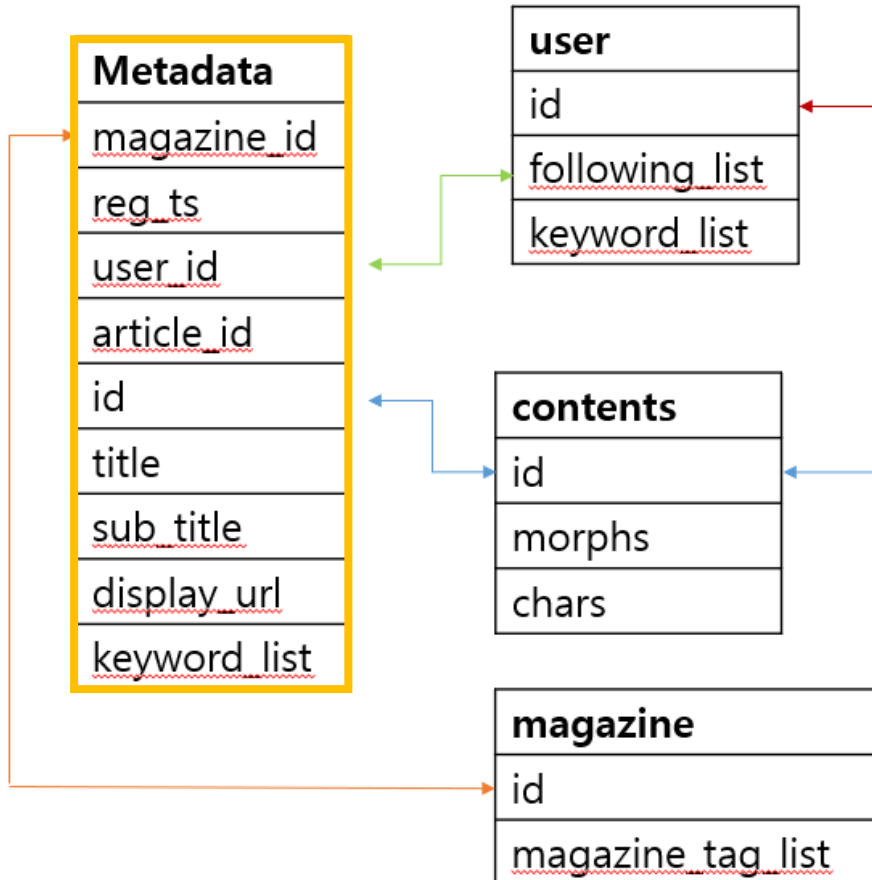 Metadata
magazine_id
reg_ts
user_id
article_id
id
title
sub_title
display_url
keyword_list
user
id
following_list
keyword_list
contents
id
morphs
chars
magazine
id
magazine_tag_list